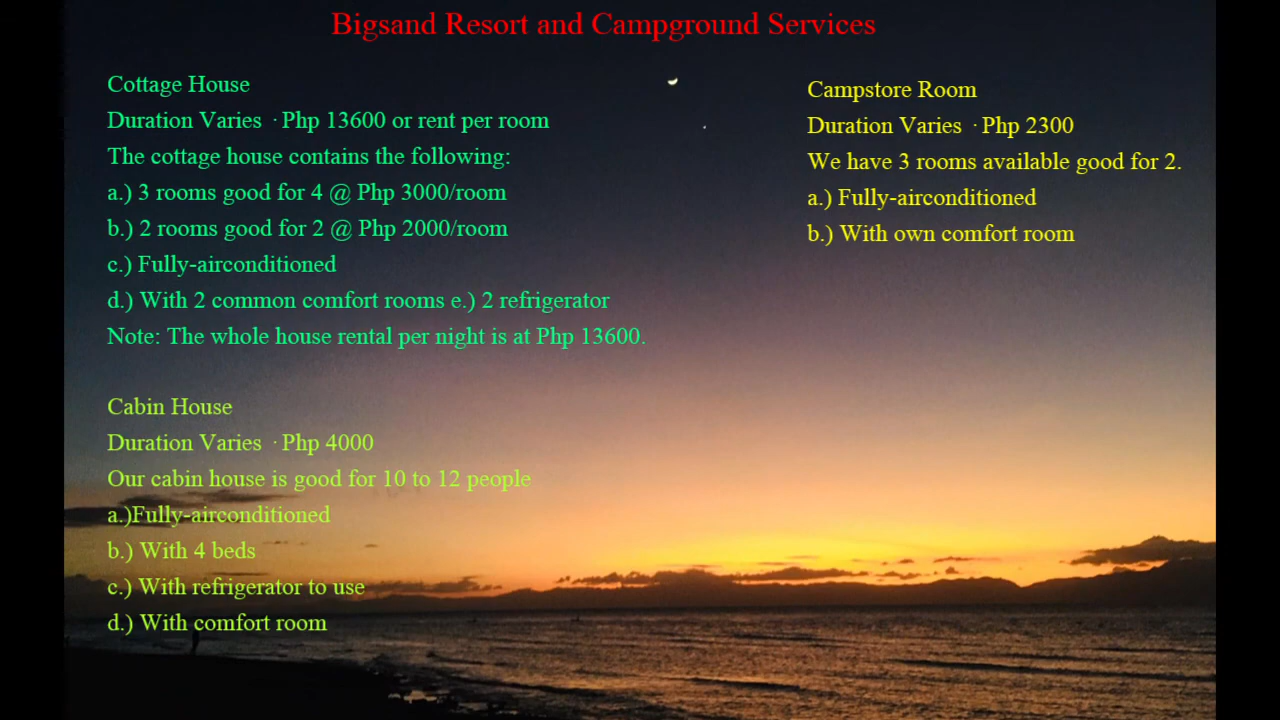 Bigsand Resort and Campground Services
Cottage House
Duration Varies · Php 13600 or rent per room
The cottage house contains the following:
a.) 3 rooms good for 4 @ Php 3000/room
b.) 2 rooms good for 2 @ Php 2000/room
c.) Fully-airconditioned
d.) With 2 common comfort rooms e.) 2 refrigerator
Note: The whole house rental per night is at Php 13600.
Cabin House
Duration Varies · Php 4000
Our cabin house is good for 10 to 12 people
a.)Fully-airconditioned
b.) With 4 beds
c.) With refrigerator to use
d.) With comfort room
Campstore Room
Duration Varies · Php 2300
We have 3 rooms available good for 2.
a.) Fully-airconditioned
b.) With own comfort room